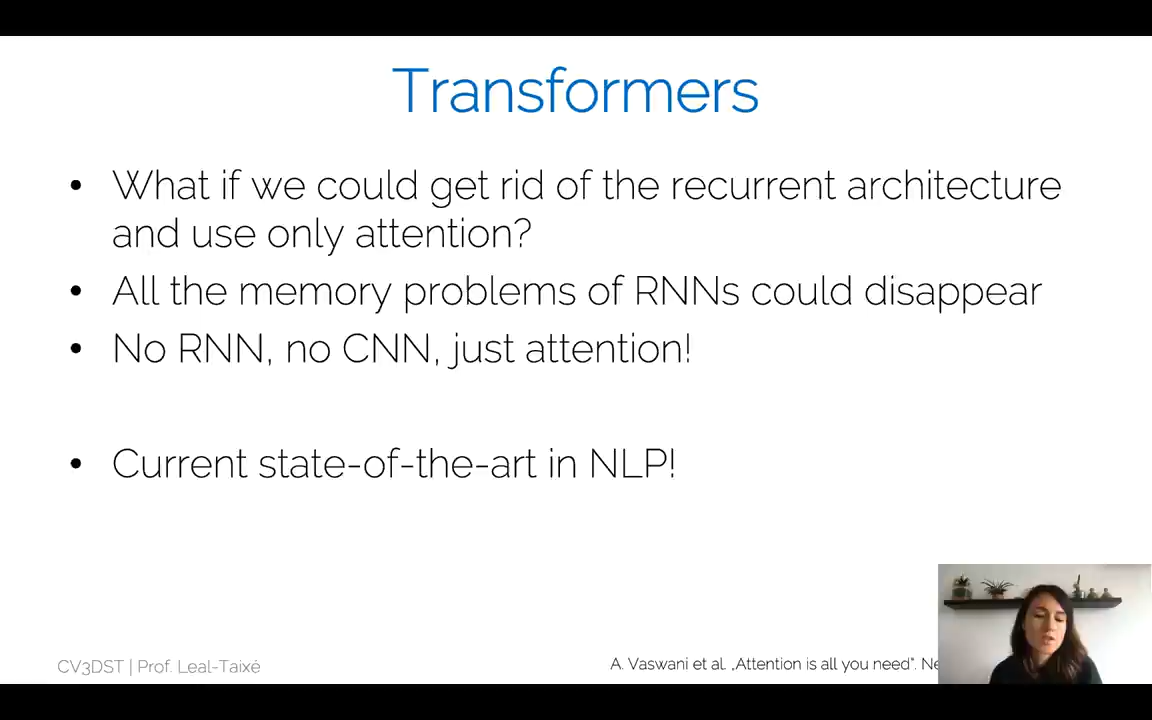 Transformers
• What if we could get rid of the recurrent architecture
and use only attention?
• All the memory problems of RNNs could disappear
• No RNN, no CNN, just attention!
• Current state-of-the-art in NLP!
CV3DST | Prof. Leal-Taixé
A. Vaswani et al. „Attention is all you need“.